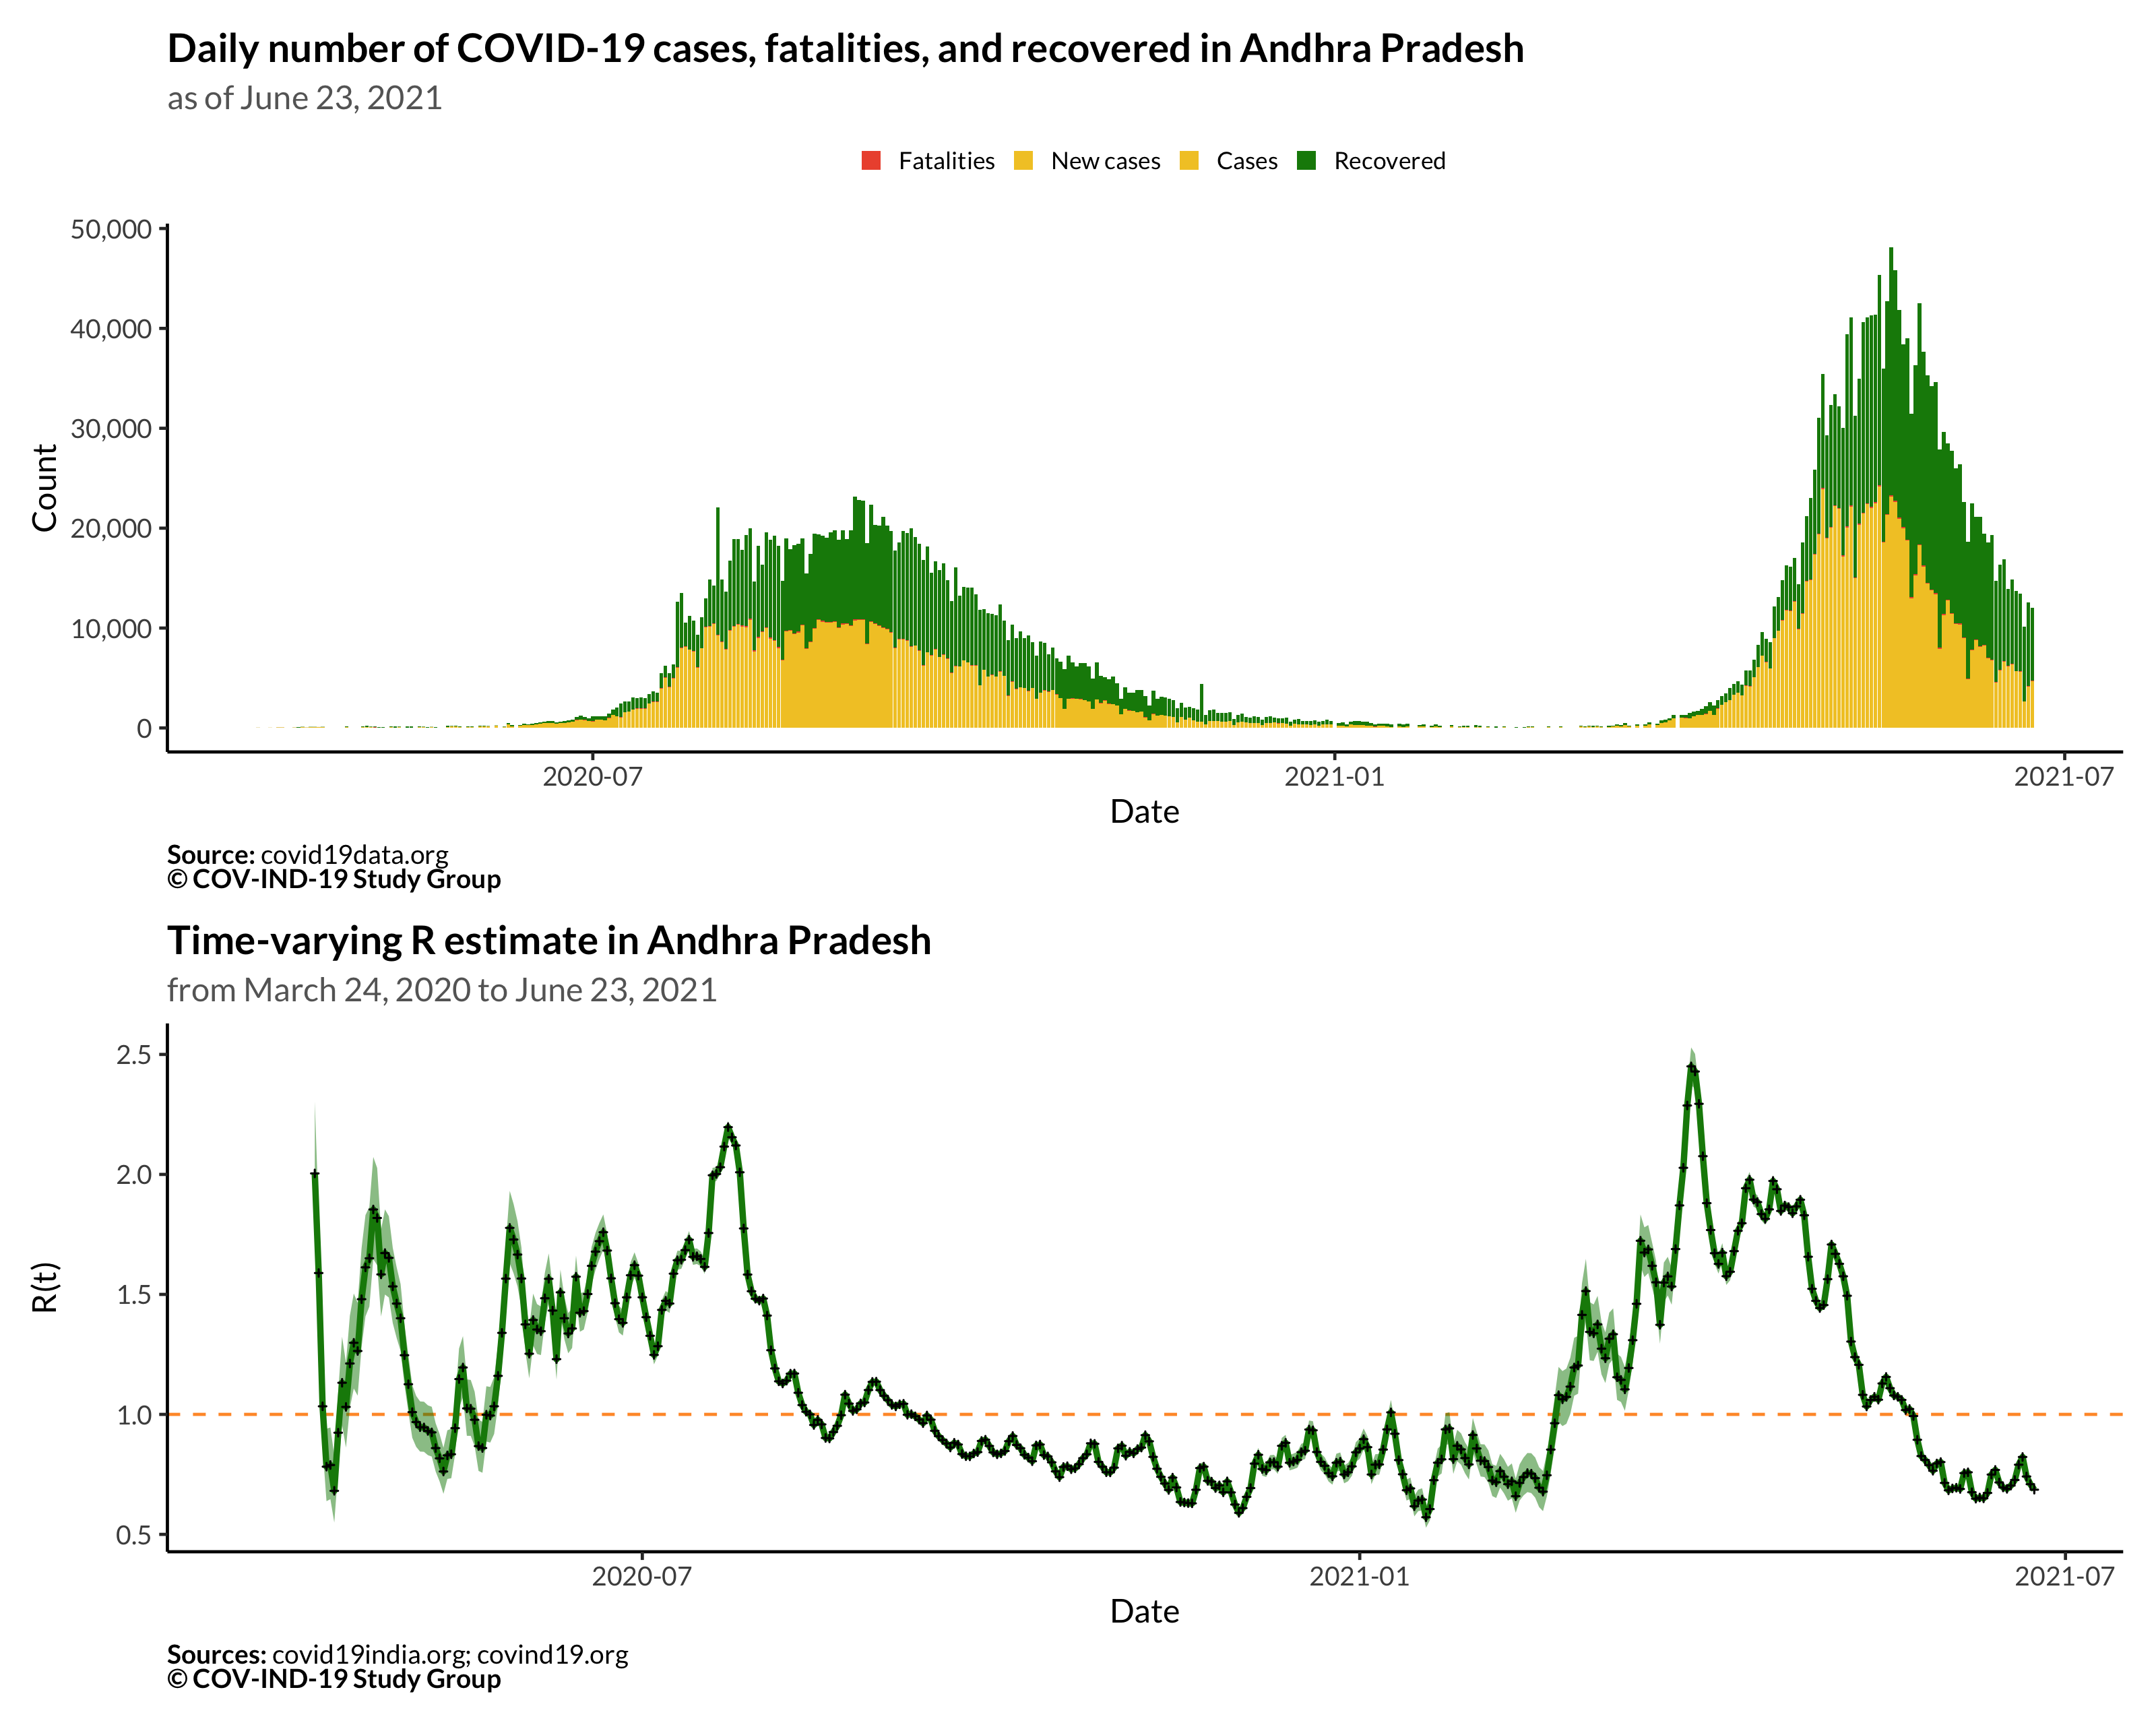 Daily number of COVID-19 cases, fatalities, and recovered in Andhra Pradesh
as of June 23, 2021
Fatalities New cases Cases Recovered
50,000
40,000
30,000
20,000
10,000
0
Count
2020-07 2021-01 2021-07
Date
Source: covid19data.org
© COV-IND-19 Study Group
Time-varying R estimate in Andhra Pradesh
from March 24, 2020 to June 23, 2021
2.5
2.0
1.5
1.0
0.5
R(t)
2020-07 2021-01 2021-07
Date
Sources: covid19india.org; covind19.org
© COV-IND-19 Study Group